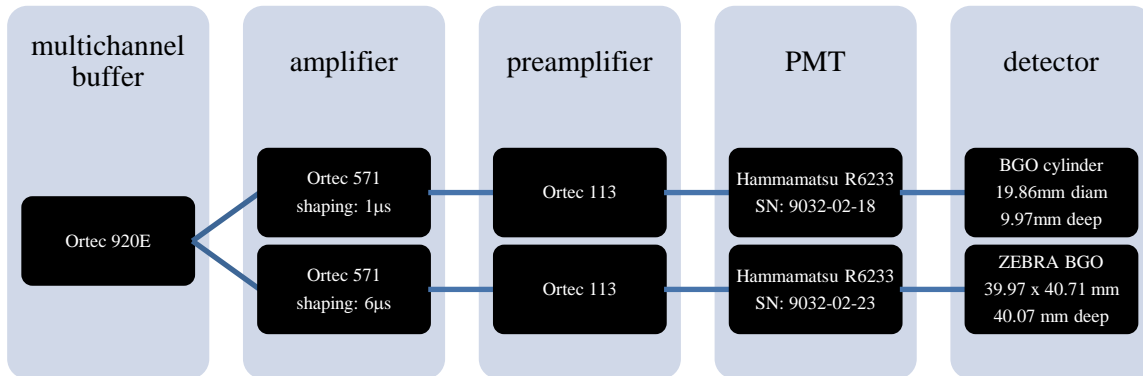 multichannel
buffer
amplifier
preamplifier
PMT
detector
Ortec 920E
Ortec 571
shaping: 1μs
Ortec 113
Hammamatsu R6233
SN: 9032-02-18
BGO cylinder
19.86mm diam
9.97mm deep
Ortec 571
shaping: 6μs
Ortec 113
Hammamatsu R6233
SN: 9032-02-23
ZEBRA BGO
39.97 x 40.71 mm
40.07 mm deep